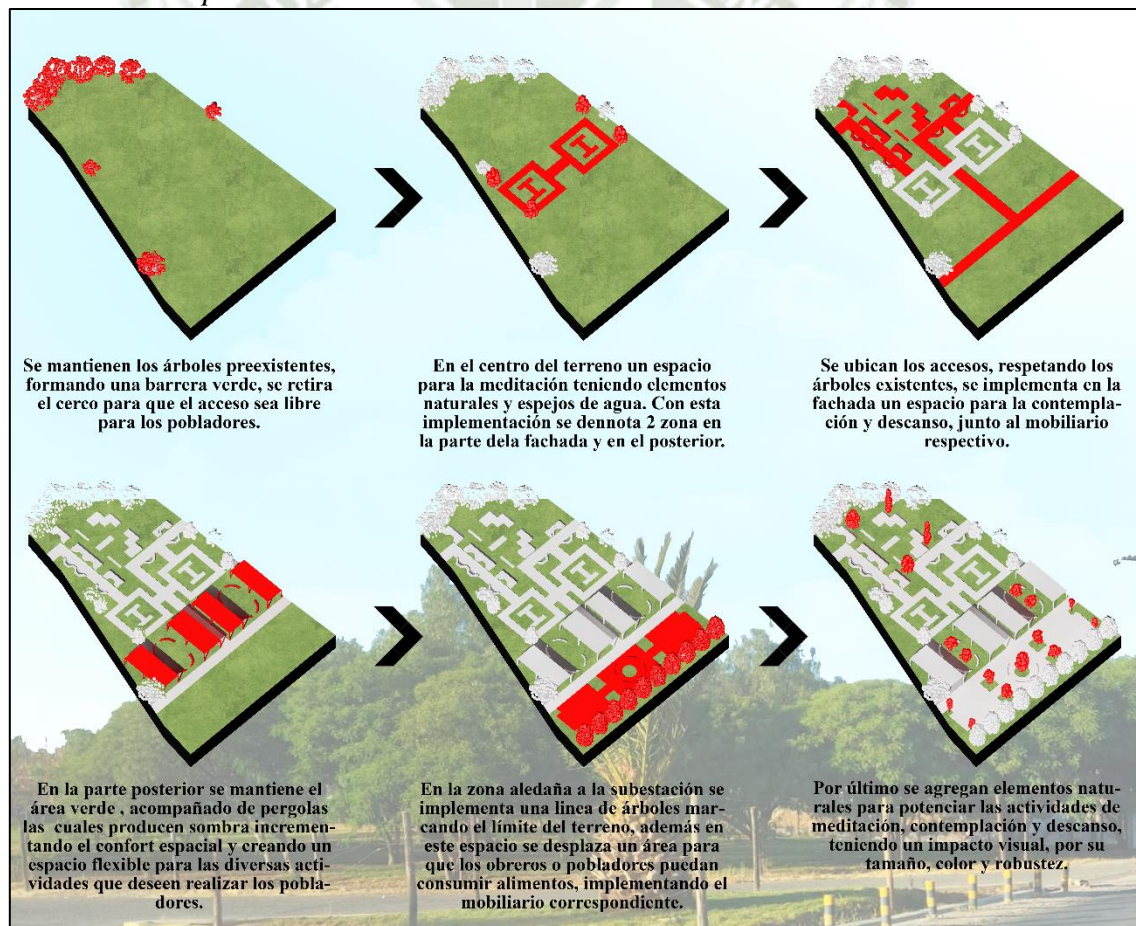 Se mantienen los árboles preexistentes,
formando una barrera verde, se retira
el cerco para que el acceso sea libre
para los pobladores.
En el centro del terreno un espacio
para la meditación teniendo elementos
naturales y espejos de agua. Con esta
implementación se dennota 2 zona en
la parte dela fachada y en el posterior.
Se ubican los accesos, respetando los
árboles existentes, se implementa en la
fachada un espacio para la contempla-
ción y descanso, junto al mobiliario
respectivo.
En la parte posterior se mantiene el
área verde , acompañado de pergolas
las cuales producen sombra incremen-
tando el confort espacial y creando un
espacio flexible para las diversas acti-
vidades que deseen realizar los pobla-
dores.
En la zona aledaña a la subestación se
implementa una linea de árboles mar-
cando el límite del terreno, además en
este espacio se desplaza un área para
que los obreros o pobladores puedan
consumir alimentos, implementando el
mobiliario correspondiente.
Por último se agregan elementos natu-
rales para potenciar las actividades de
meditación, contemplación y descanso,
teniendo un impacto visual, por su
tamaño, color y robustez.